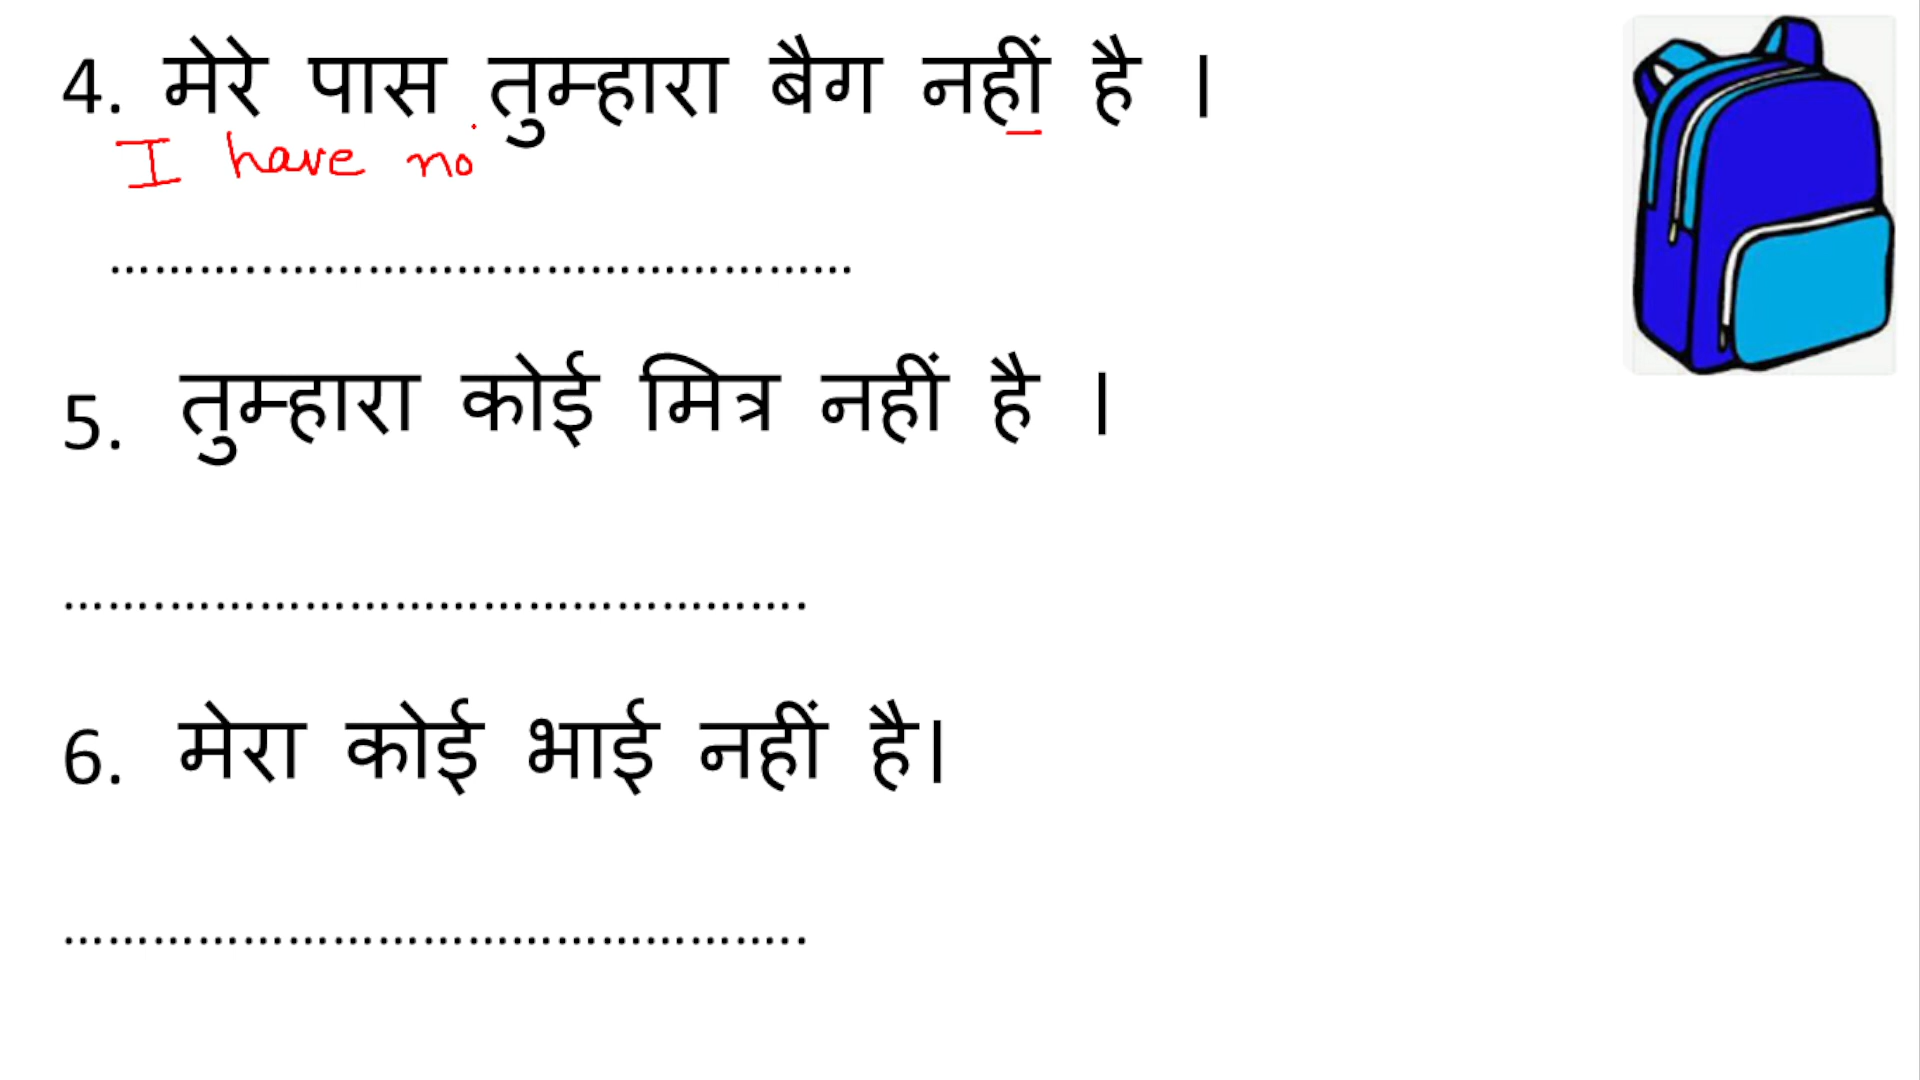 4. मेरे पास तुम्हारा बैग नहीं है ।
I have no
.......................................................
5. तुम्हारा कोई मित्र नहीं है ।
.......................................................
6. मेरा कोई भाई नहीं है।
.......................................................